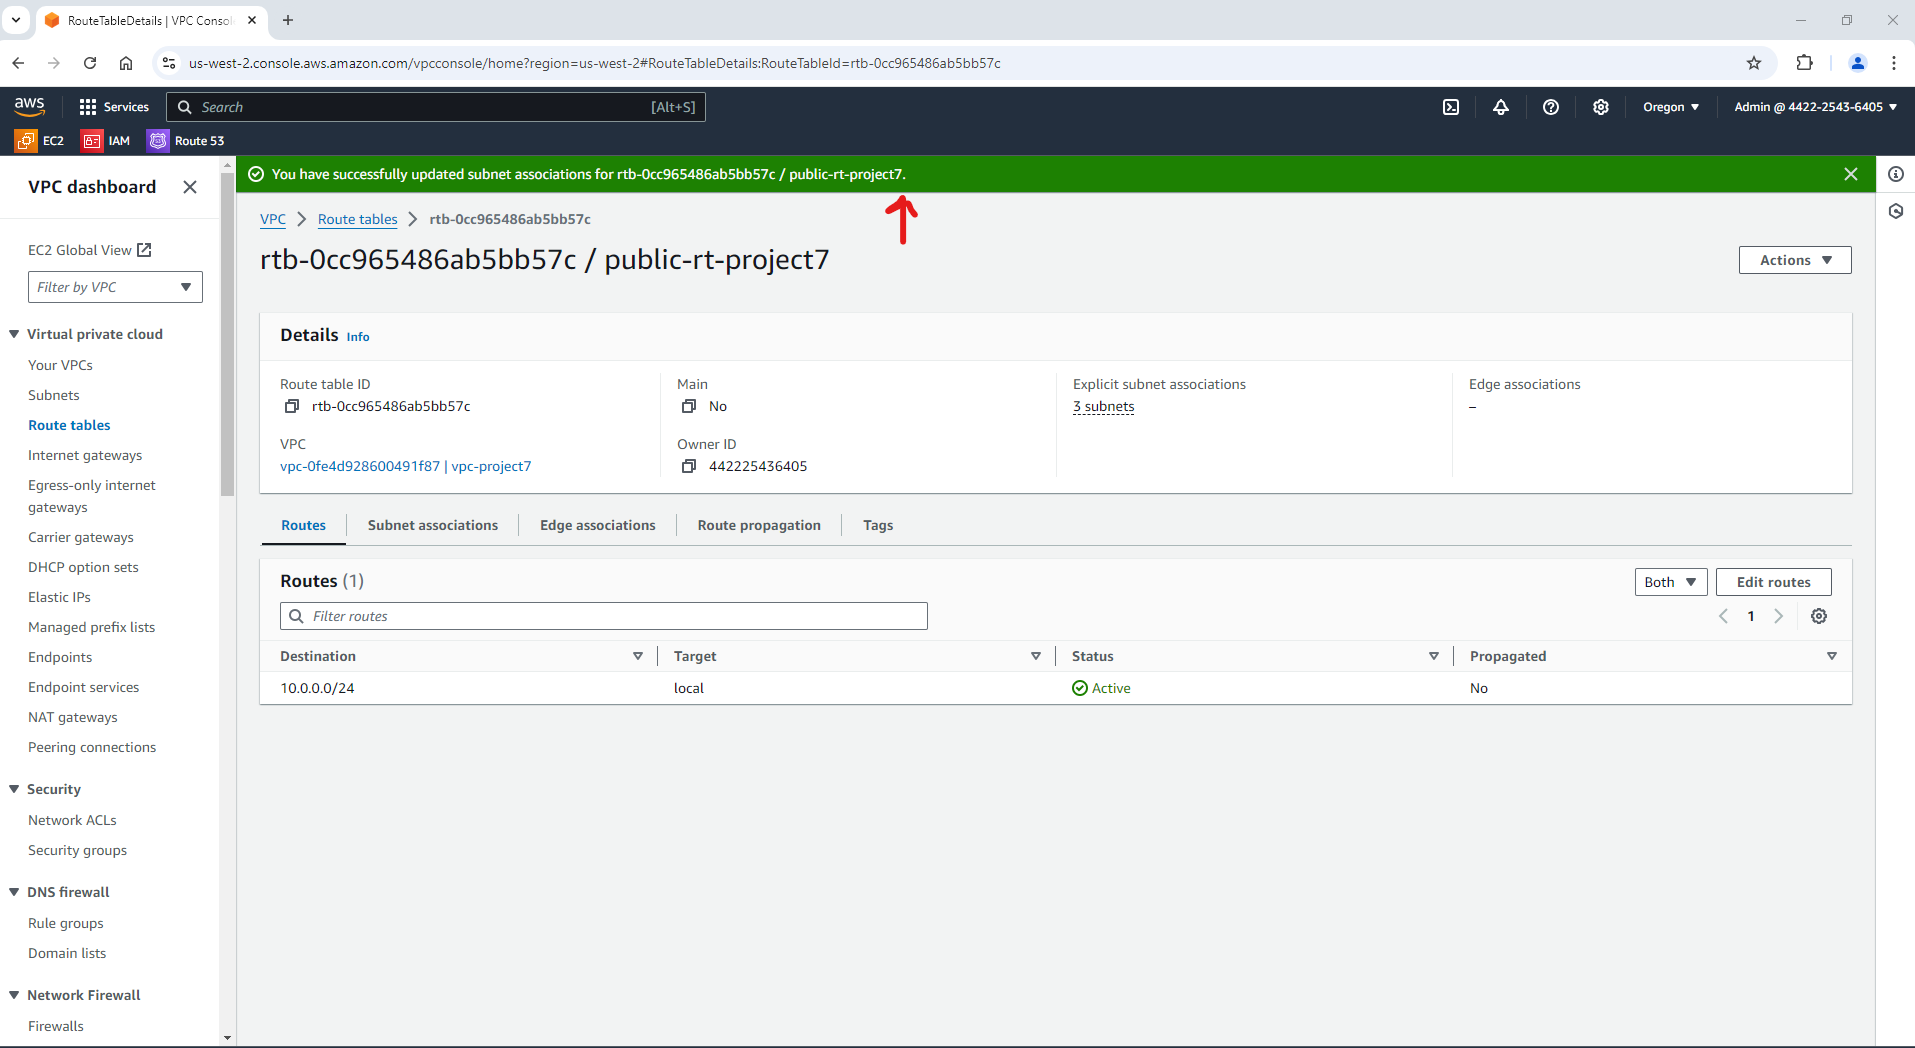 RouteTableDetails | VPC Consol
us-west-2.console.aws.amazon.com/vpcconsole/home?region=us-west-2#RouteTableDetails:RouteTableId=rtb-0cc965486ab5bb57c
aws Services Search [Alt+S] Oregon Admin @ 4422-2543-6405
EC2 IAM Route 53
VPC dashboard
EC2 Global View
Filter by VPC
Virtual private cloud
Your VPCs
Subnets
Route tables
Internet gateways
Egress-only internet
gateways
Carrier gateways
DHCP option sets
Elastic IPs
Managed prefix lists
Endpoints
Endpoint services
NAT gateways
Peering connections
Security
Network ACLs
Security groups
DNS firewall
Rule groups
Domain lists
Network Firewall
Firewalls
You have successfully updated subnet associations for rtb-0cc965486ab5bb57c / public-rt-project7.
VPC Route tables rtb-0cc965486ab5bb57c
rtb-0cc965486ab5bb57c / public-rt-project7
Actions
Details Info
Route table ID
rtb-0cc965486ab5bb57c
Main
No
Explicit subnet associations
3 subnets
Edge associations
–
VPC
vpc-0fe4d928600491f87 | vpc-project7
Owner ID
442225436405
Routes Subnet associations Edge associations Route propagation Tags
Routes (1)
Both Edit routes
Filter routes
1
Destination Target Status Propagated
10.0.0.0/24 local Active No